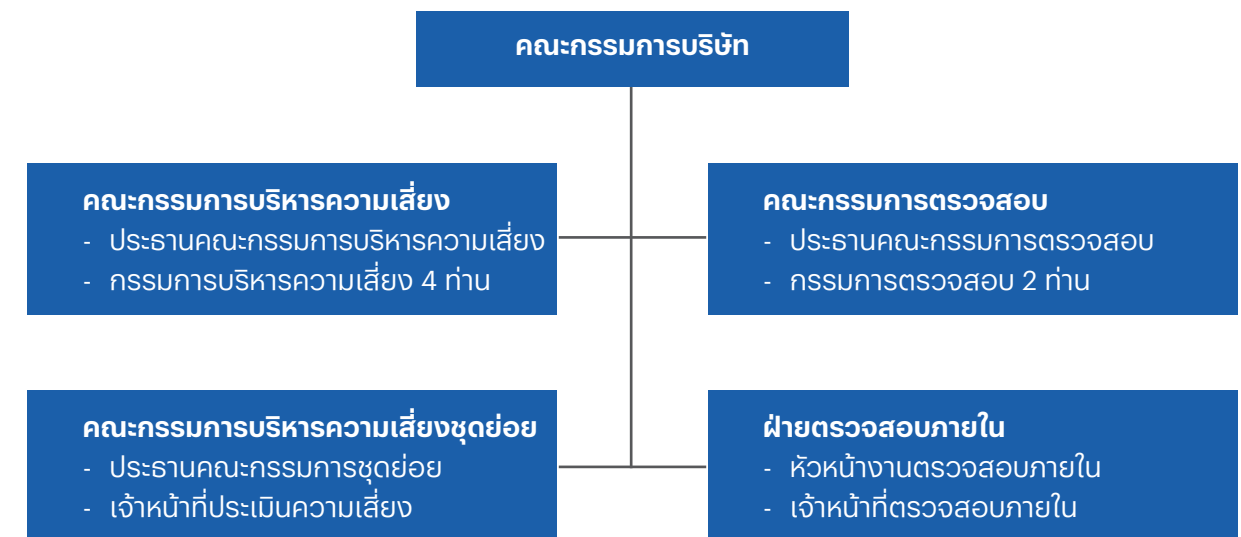 คณะกรรมการบริษัท
คณะกรรมการบริหารความเสี่ยง
- ประธานคณะกรรมการบริหารความเสี่ยง
- กรรมการบริหารความเสี่ยง 4 ท่าน
คณะกรรมการตรวจสอบ
- ประธานคณะกรรมการตรวจสอบ
- กรรมการตรวจสอบ 2 ท่าน
คณะกรรมการบริหารความเสี่ยงชุดย่อย
- ประธานคณะกรรมการชุดย่อย
- เจ้าหน้าที่ประเมินความเสี่ยง
ฝ่ายตรวจสอบภายใน
- หัวหน้างานตรวจสอบภายใน
- เจ้าหน้าที่ตรวจสอบภายใน